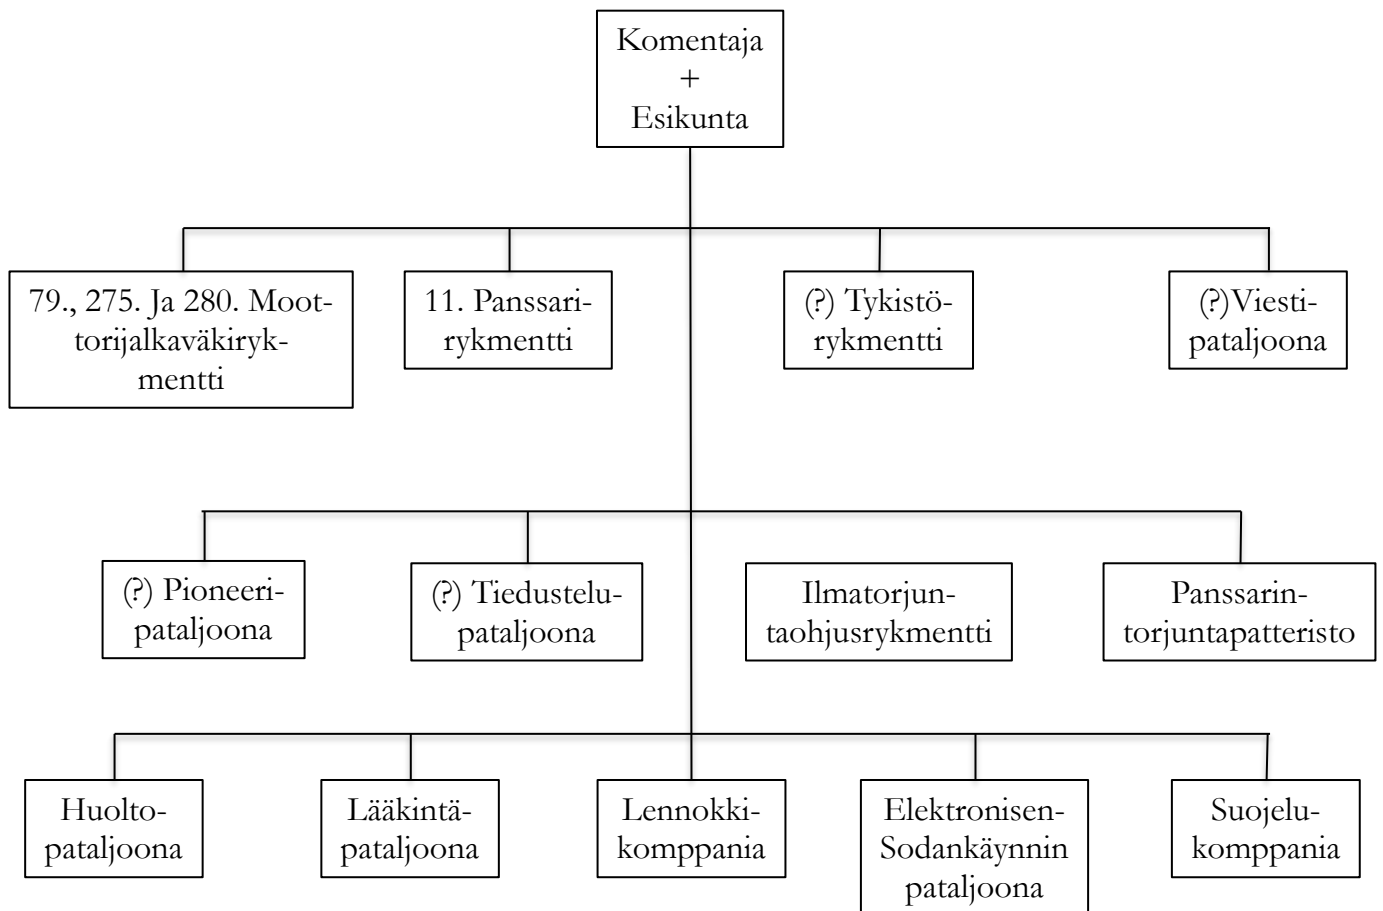 Komentaja
+
Esikunta
79., 275. Ja 280. Moot-
torijalkaväkiryk-
mentti
11. Panssari-
rykmentti
(?) Tykistö-
rykmentti
(?)Viesti-
pataljoona
(?) Pioneeri-
pataljoona
(?) Tiedustelu-
pataljoona
Ilmatorjun-
taohjusrykmentti
Panssarin-
torjuntapatteristo
Huolto-
pataljoona
Lääkintä-
pataljoona
Lennokki-
komppania
Elektronisen-
Sodankäynnin
pataljoona
Suojelu-
komppania